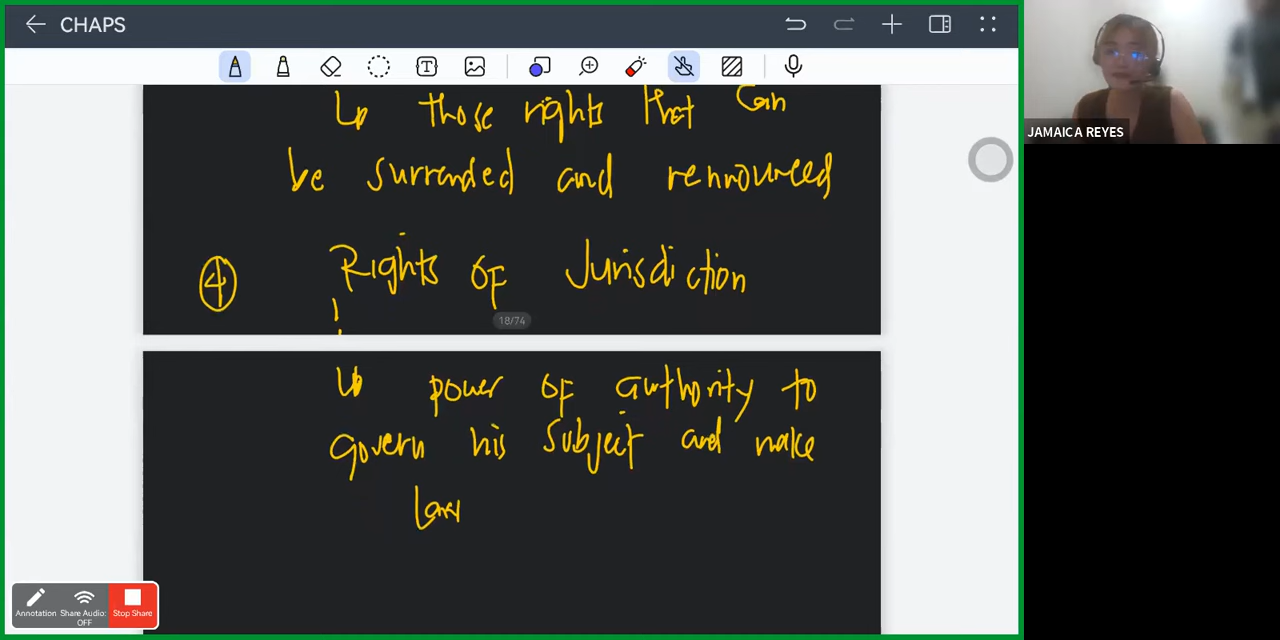 CHAPS
JAMAICA REYES
↳ those rights that can
be surrended and rennounced
④ Rights of Jurisdiction
18/74
↳ power of authority to
govern his subject and make
law
Annotation
Share Audio: OFF
Stop Share